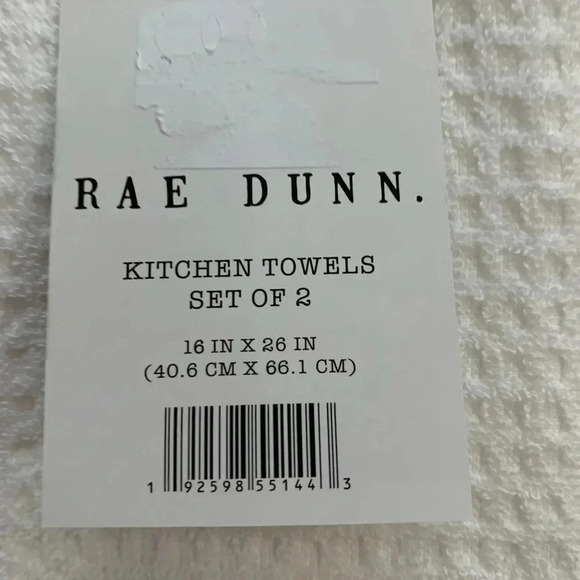 RAE DUNN.
KITCHEN TOWELS
SET OF 2
16 IN X 26 IN
(40.6 CM X 66.1 CM)
1 92598 55144 3